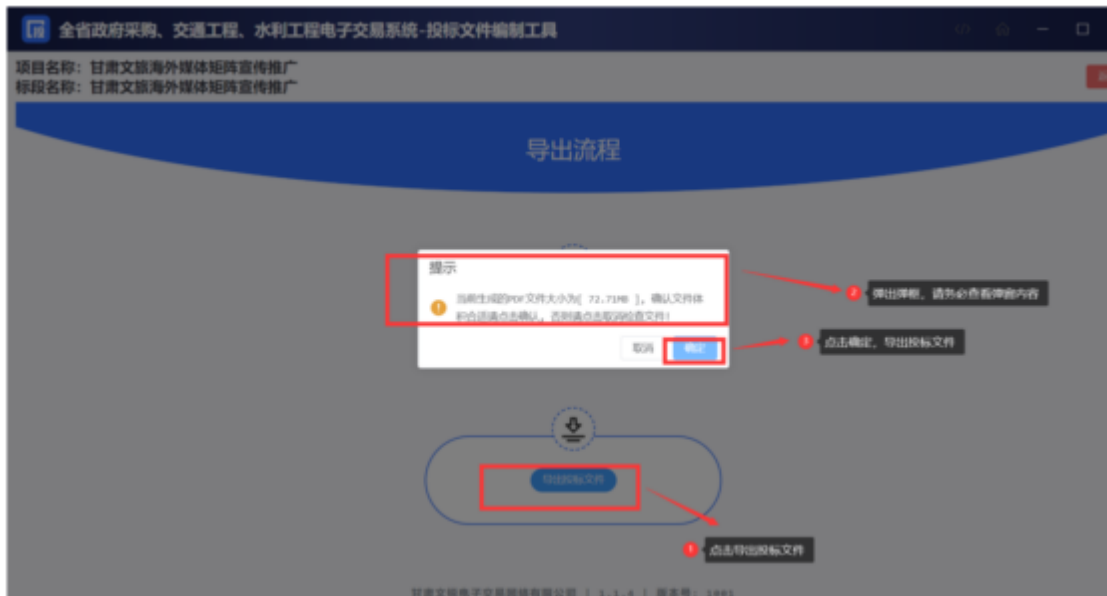 投
全省政府采购、交通工程、水利工程电子交易系统-投标文件编制工具
项目名称：甘肃文旅海外媒体矩阵宣传推广
标段名称：甘肃文旅海外媒体矩阵宣传推广
导出流程
提示
当前生成的PDF文件大小为[ 72.71MB ]，确认文件体
积合适请点击确认，否则请点击取消检查文件！
取消
确定
2 弹出弹框，请务必查看弹窗内容
3 点击确定，导出投标文件
导出投标文件
1 点击导出投标文件